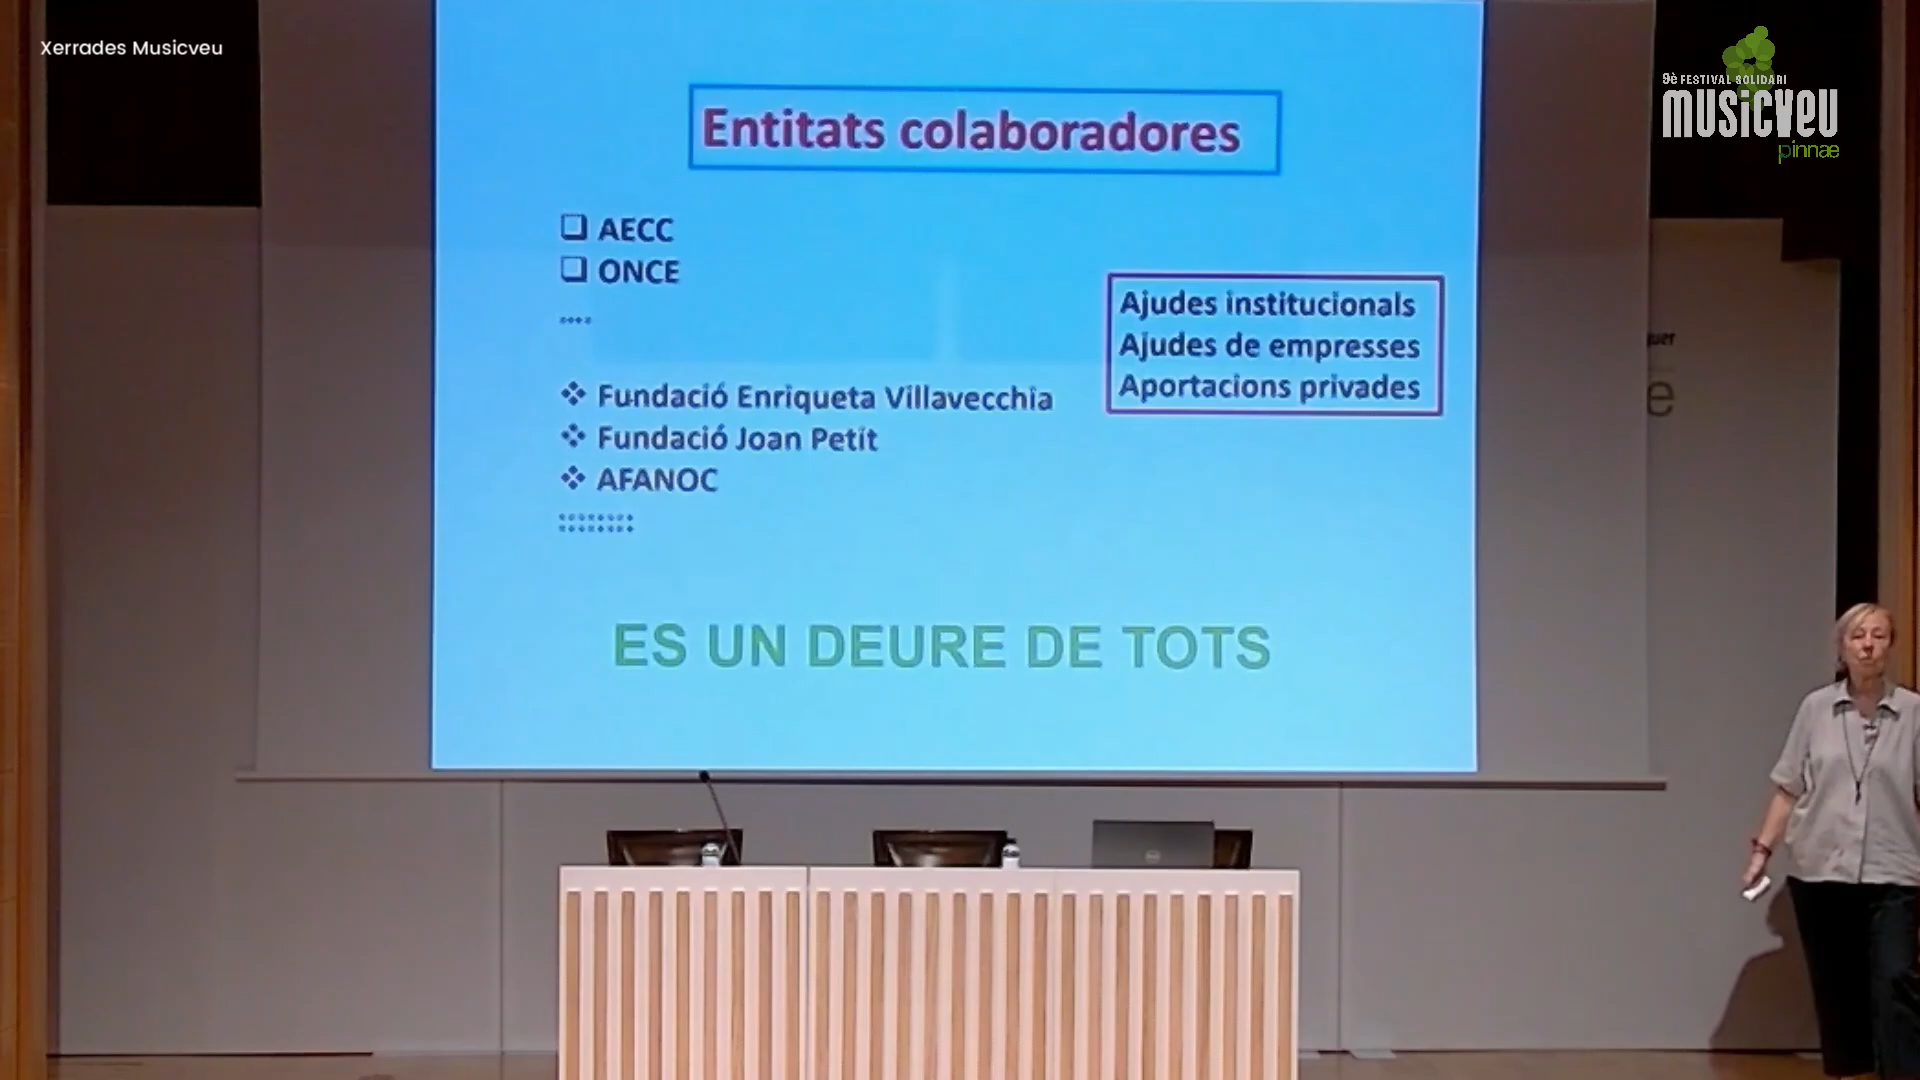 Xerrades Musicveu
9è FESTIVAL SOLIDARI
musicveu
pinnae
Entitats colaboradores
AECC
ONCE
....
Ajudes institucionals
Ajudes de empresses
Aportacions privades
Fundació Enriqueta Villavecchia
Fundació Joan Petit
AFANOC
ES UN DEURE DE TOTS